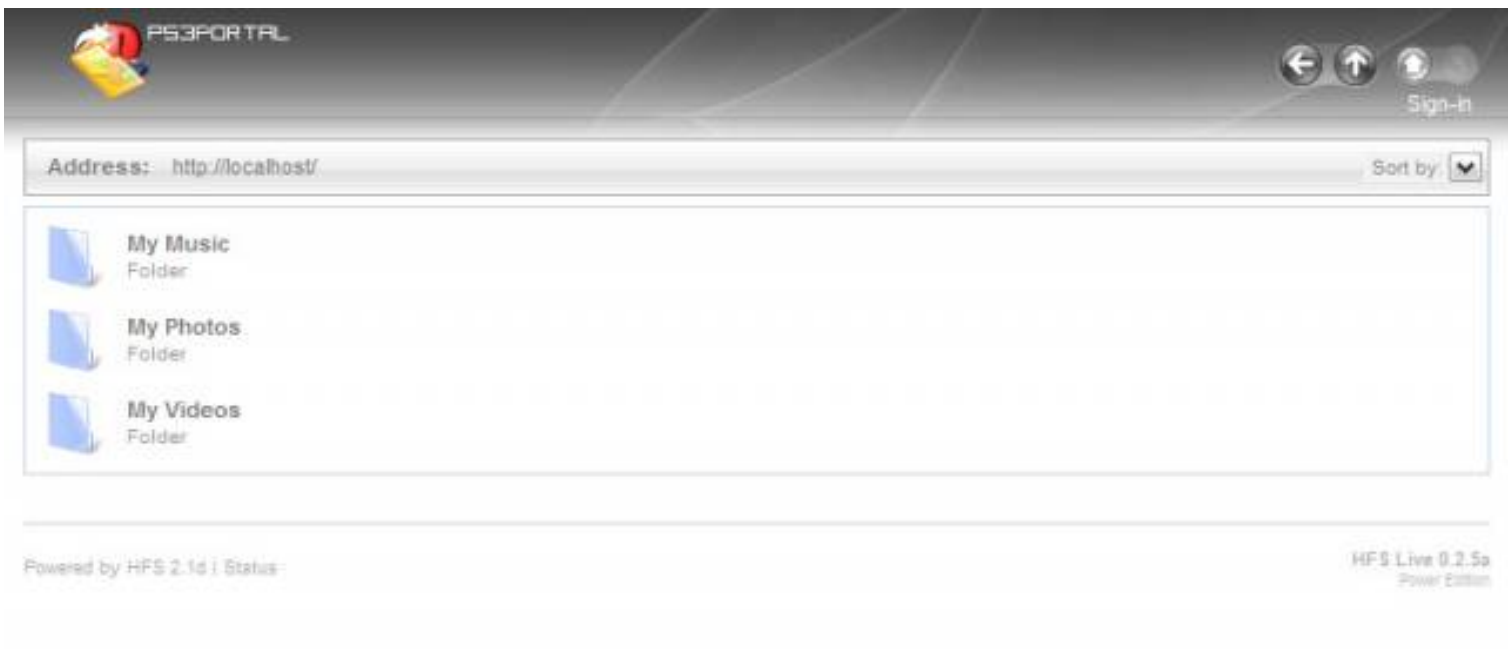 PS3PORTAL
Sign-in
Address: http://localhost/
Sort by:
My Music
Folder
My Photos
Folder
My Videos
Folder
Powered by HFS 2.1d | Status
HFS Live 0.2.5a
Power Edition